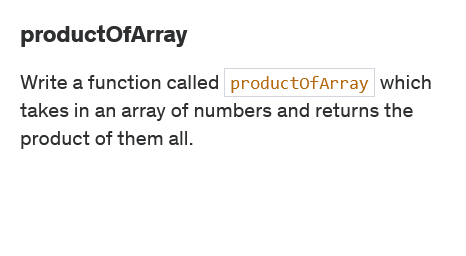 productOfArray
Write a function called productOfArray which
takes in an array of numbers and returns the
product of them all.